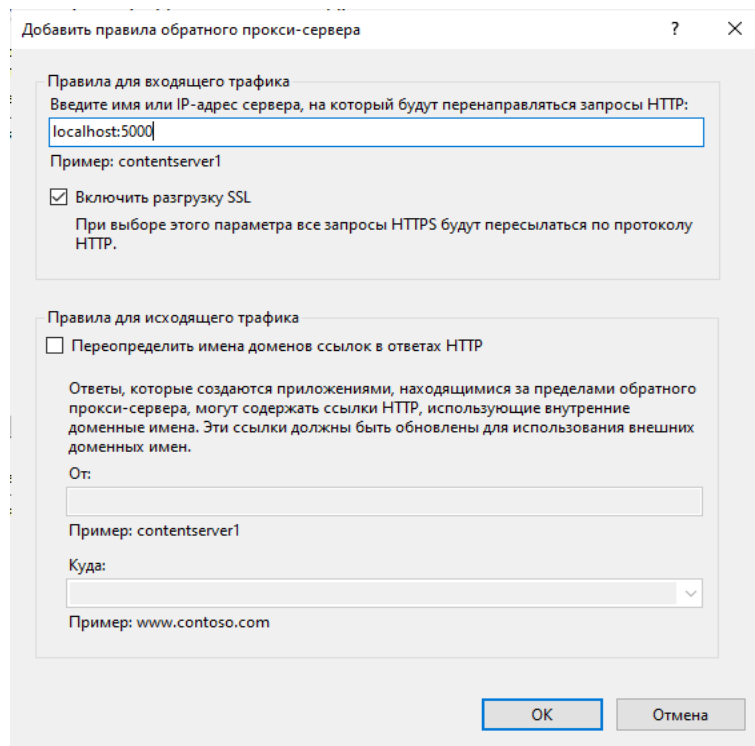 Добавить правила обратного прокси-сервера
?
Правила для входящего трафика
Введите имя или IP-адрес сервера, на который будут перенаправляться запросы HTTP:
localhost:5000
Пример: contentserver1
Включить разгрузку SSL
При выборе этого параметра все запросы HTTPS будут пересылаться по протоколу
HTTP.
Правила для исходящего трафика
Переопределить имена доменов ссылок в ответах HTTP
Ответы, которые создаются приложениями, находящимися за пределами обратного
прокси-сервера, могут содержать ссылки HTTP, использующие внутренние
доменные имена. Эти ссылки должны быть обновлены для использования внешних
доменных имен.
От:
Пример: contentserver1
Куда:
Пример: www.contoso.com
ОК
Отмена